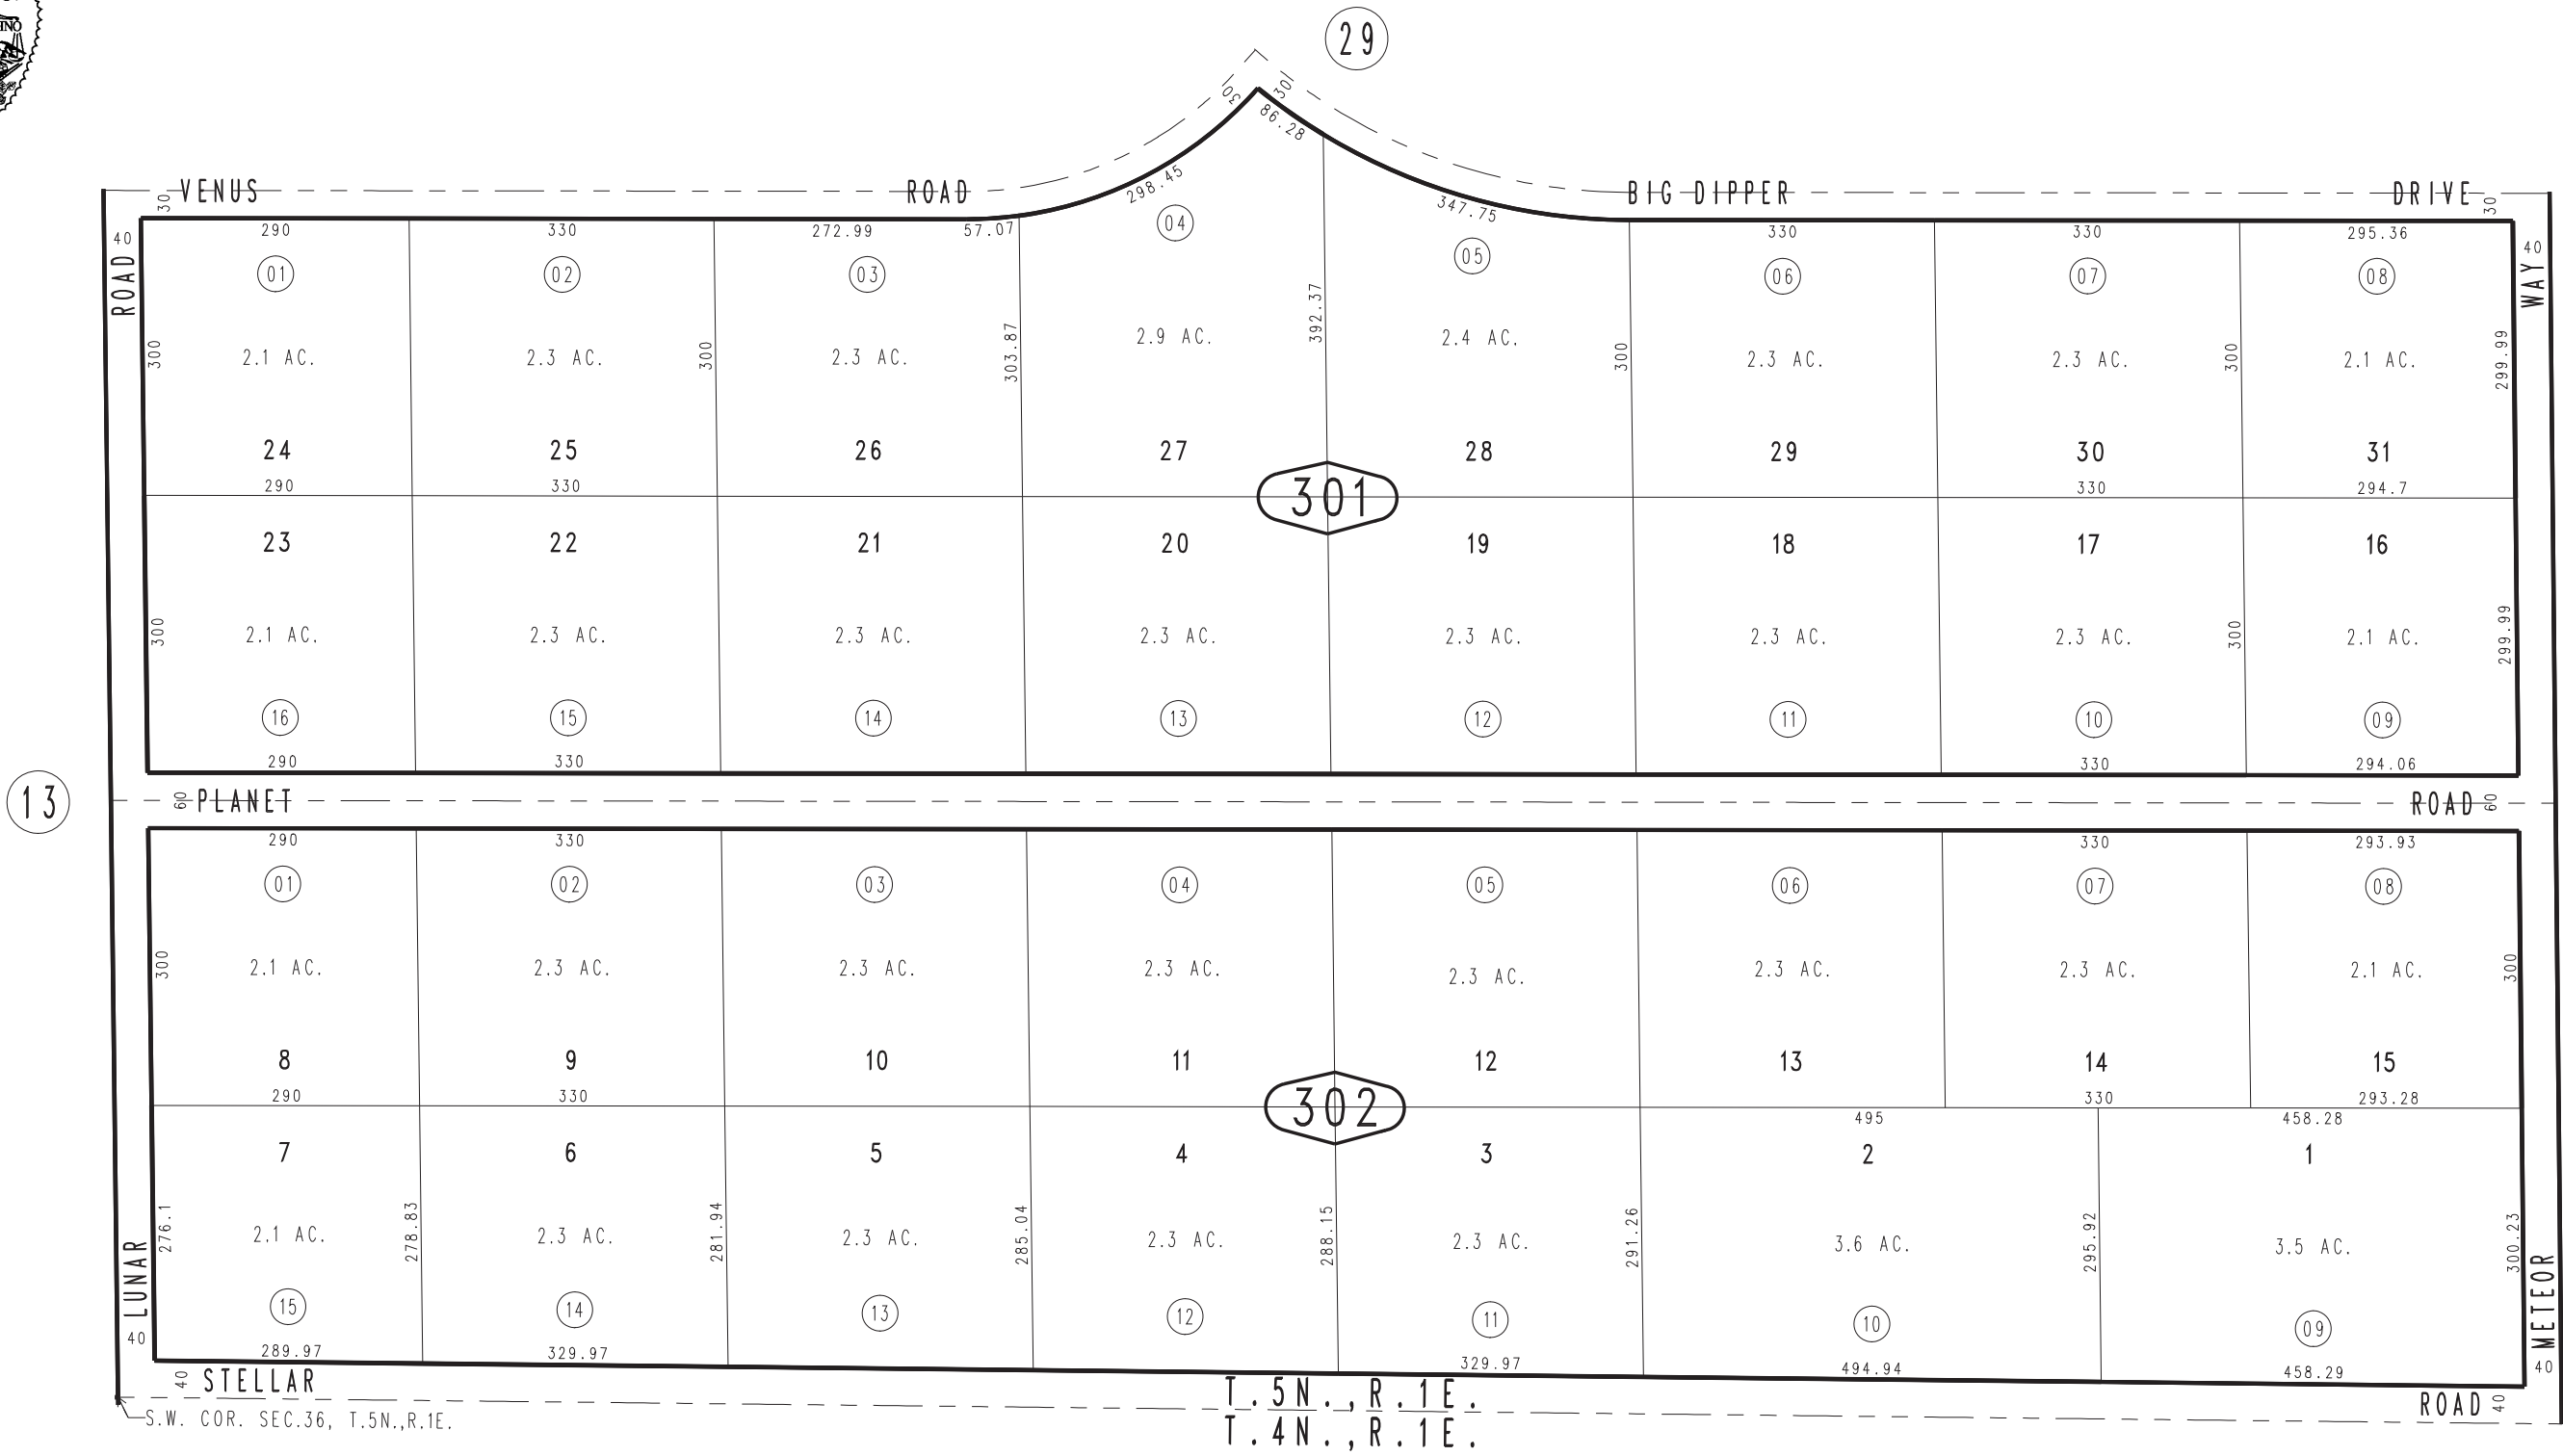 29
30 30
86.28
298.45
347.75
VENUS ROAD BIG DIPPER DRIVE
30 30
40 290 330 272.99 57.07 04 330 330 295.36 40
ROAD 01 02 03 05 06 07 08 WAY
300 300 303.87 392.37 300 300 299.99
2.1 AC. 2.3 AC. 2.3 AC. 2.9 AC. 2.4 AC. 2.3 AC. 2.3 AC. 2.1 AC.
24 25 26 27 28 29 30 31
290 330 330 294.7
301
23 22 21 20 19 18 17 16
300 300 299.99
2.1 AC. 2.3 AC. 2.3 AC. 2.3 AC. 2.3 AC. 2.3 AC. 2.3 AC. 2.1 AC.
16 15 14 13 12 11 10 09
290 330 330 294.06
13
60 PLANET ROAD 60
290 330 330 293.93
01 02 03 04 05 06 07 08
300 2.1 AC. 2.3 AC. 2.3 AC. 2.3 AC. 2.3 AC. 2.3 AC. 2.3 AC. 2.1 AC. 300
8 9 10 11 12 13 14 15
290 330 330 293.28
302
495 458.28
7 6 5 4 3 2 1
276.1 278.83 281.94 285.04 288.15 291.26 295.92 300.23
2.1 AC. 2.3 AC. 2.3 AC. 2.3 AC. 2.3 AC. 3.6 AC. 3.5 AC.
LUNAR 15 14 13 12 11 10 09 METEOR
40 289.97 329.97 329.97 494.94 458.29 40
40 STELLAR ROAD 40
T.5N.,R.1E.
S.W. COR. SEC.36, T.5N.,R.1E.
T.4N.,R.1E.